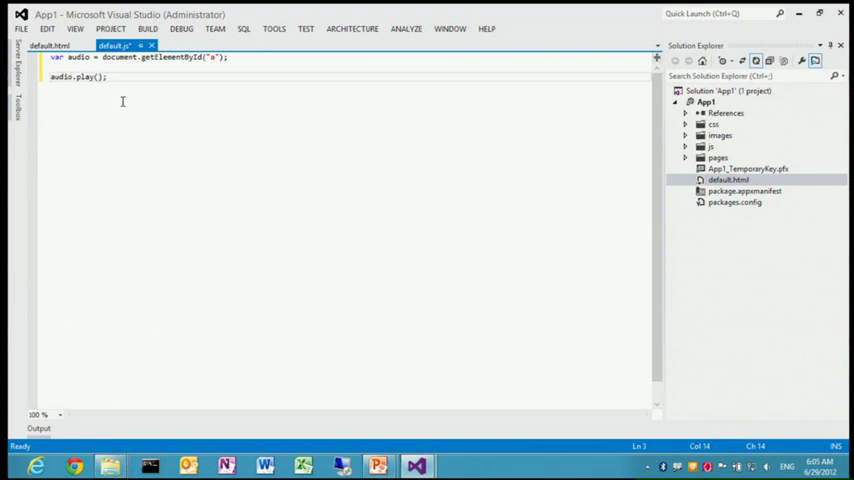 App1 - Microsoft Visual Studio (Administrator)
Quick Launch (Ctrl+Q)
FILE EDIT VIEW PROJECT BUILD DEBUG TEAM SQL TOOLS TEST ARCHITECTURE ANALYZE WINDOW HELP
default.html default.js*
Solution Explorer
Server Explorer
Toolbox
var audio = document.getElementById("a");
audio.play();
Search Solution Explorer (Ctrl+;)
Solution 'App1' (1 project)
App1
References
css
images
js
pages
App1_TemporaryKey.pfx
default.html
package.appxmanifest
packages.config
100 %
Output
Ready Ln 3 Col 14 Ch 14 INS
ENG 6:05 AM
6/29/2012